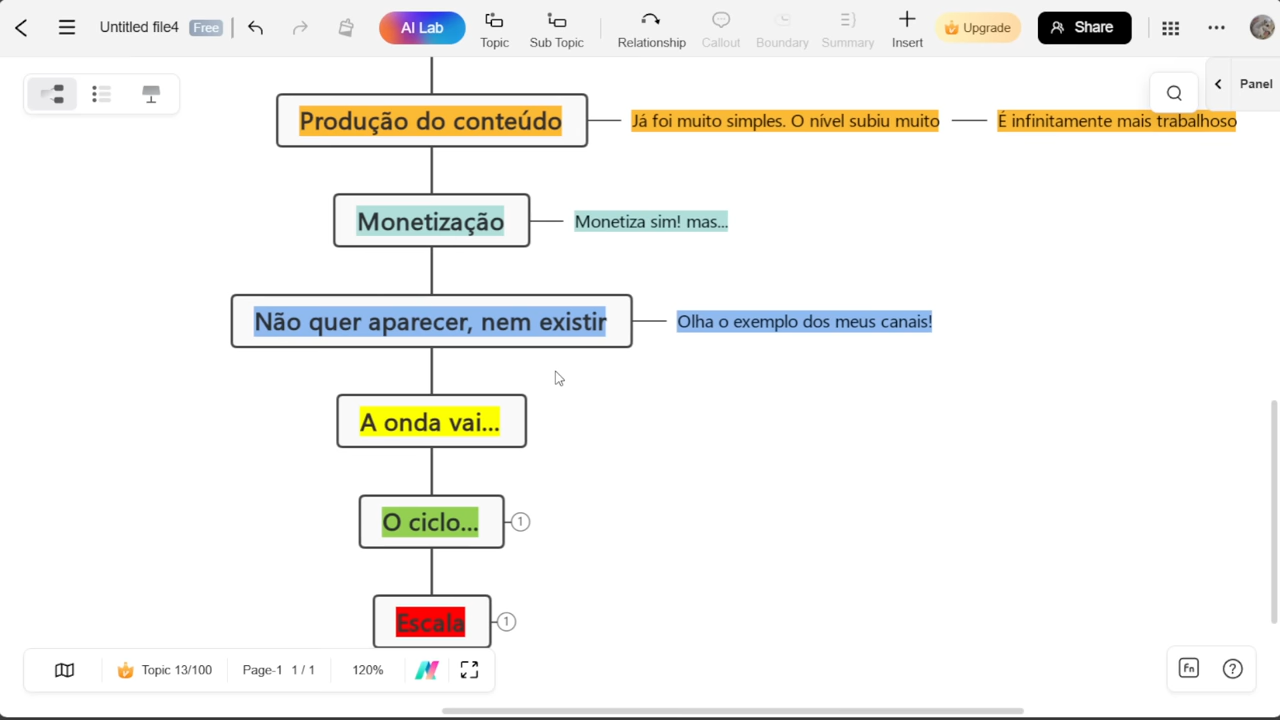 Untitled file4
Free
AI Lab
Topic
Sub Topic
Relationship
Callout
Boundary
Summary
Insert
Upgrade
Share
Panel
Produção do conteúdo
Já foi muito simples. O nível subiu muito
É infinitamente mais trabalhoso
Monetização
Monetiza sim! mas...
Não quer aparecer, nem existir
Olha o exemplo dos meus canais!
A onda vai...
O ciclo...
1
Escala
1
Topic 13/100
Page-1 1 / 1
120%
Fn